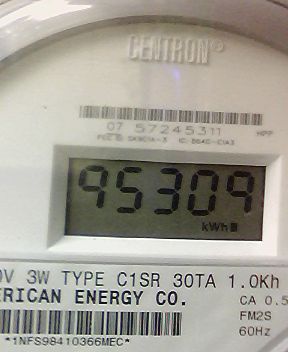 CENTRON®
07 57245311 HPP
95309
kWh
0V 3W TYPE C1SR 30TA 1.0Kh
ERICAN ENERGY CO. CA 0.5
FM2S
*1NFS98410366MEC* 60Hz